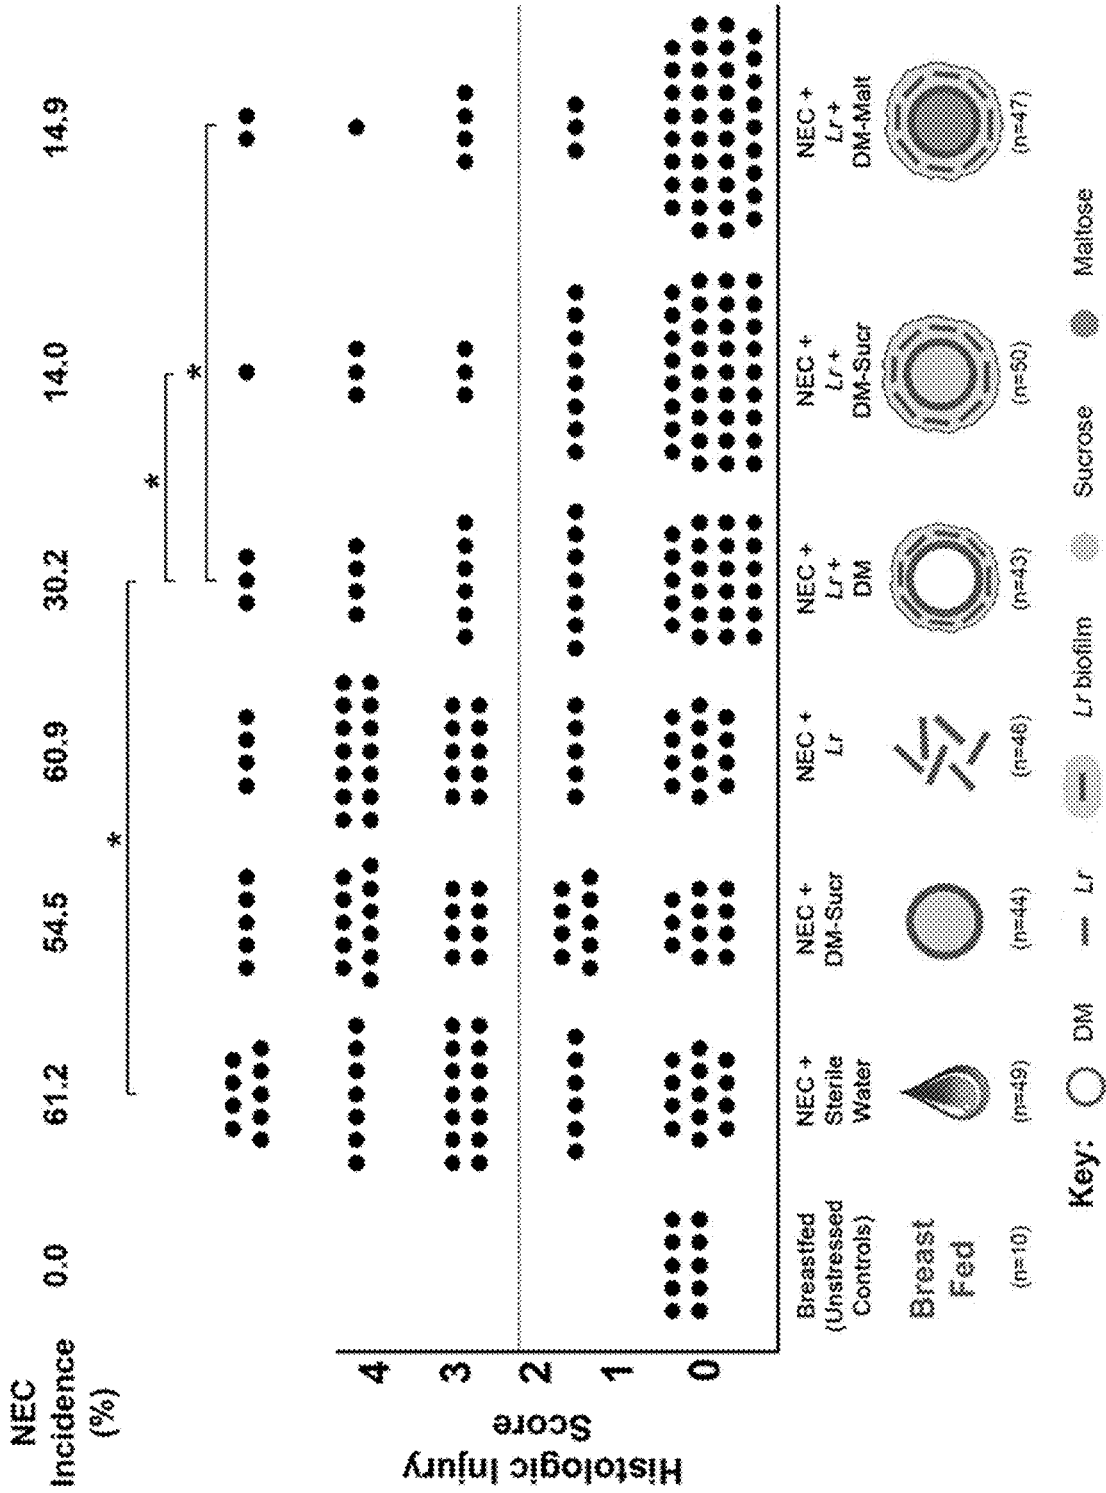 NEC
Incidence
(%)
0.0
61.2
54.5
60.9
30.2
14.0
14.9
*
*
*
Histologic Injury
Score
4
3
2
1
0
Breastfed
(Unstressed
Controls)
NEC +
Sterile
Water
NEC +
DM-Sucr
NEC +
Lr
NEC +
Lr +
DM
NEC +
Lr +
DM-Sucr
NEC +
Lr +
DM-Malt
Breast
Fed
(n=10)
(n=49)
(n=44)
(n=46)
(n=43)
(n=50)
(n=47)
Key: DM Lr Lr biofilm Sucrose Maltose